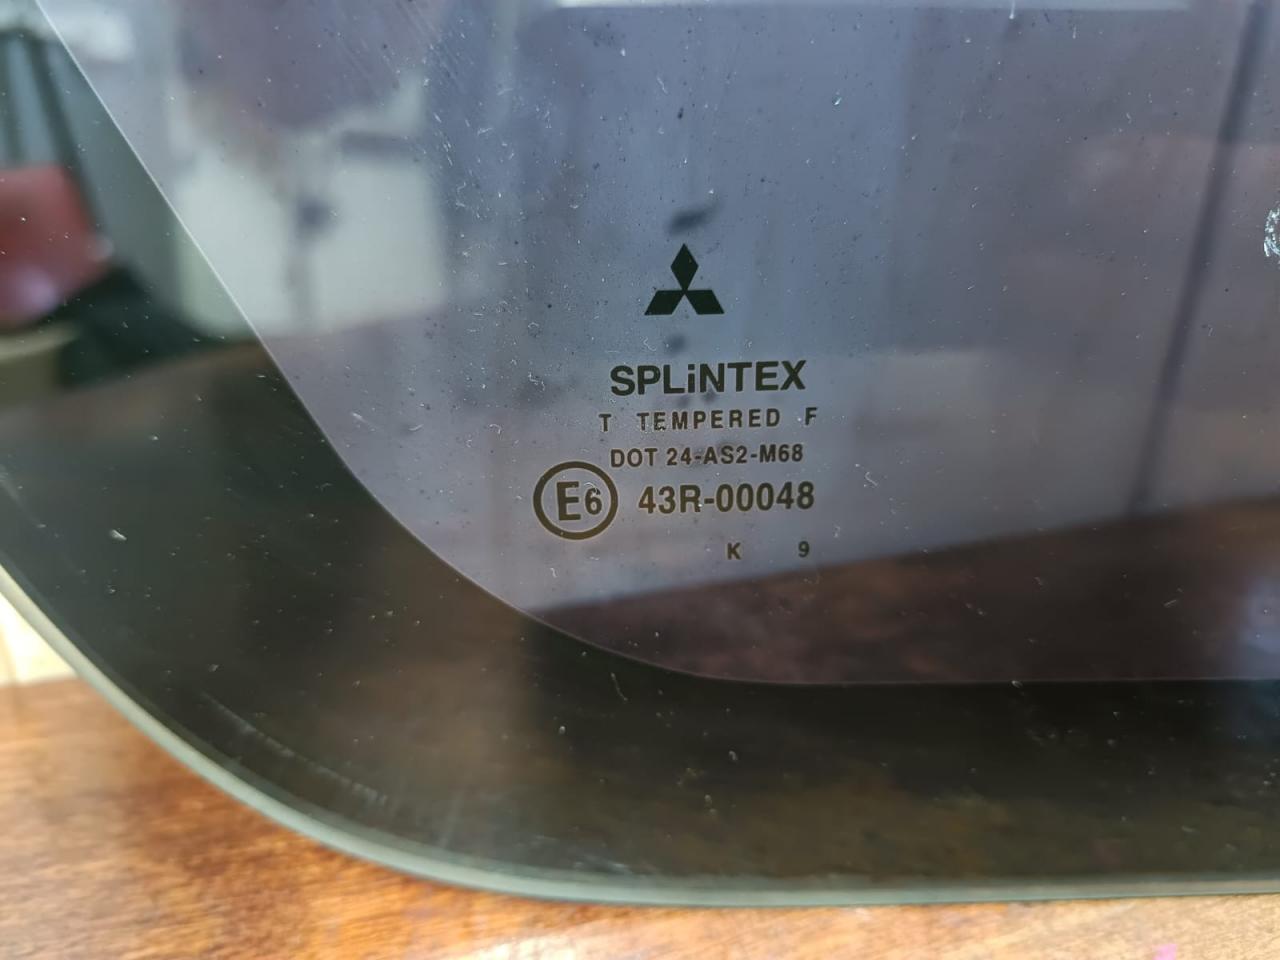 SPLiNTEX
T TEMPERED F
DOT 24-AS2-M68
E6 43R-00048
K 9